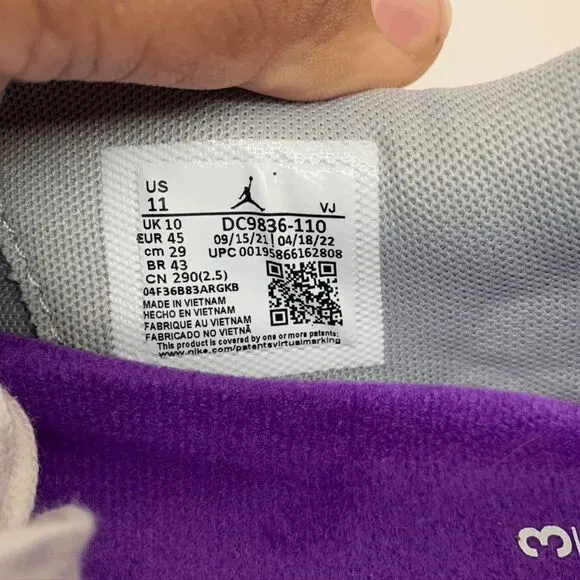 US
11
VJ
UK 10 DC9836-110
EUR 45 09/15/21 04/18/22
cm 29 UPC 00195866162808
BR 43
CN 290(2.5)
04F36B83ARGKB
MADE IN VIETNAM
HECHO EN VIETNAM
FABRIQUE AU VIETNAM
FABRICADO NO VIETNÃ
This product is covered by one or more patents:
www.nike.com/patentsvirtualmarking
3